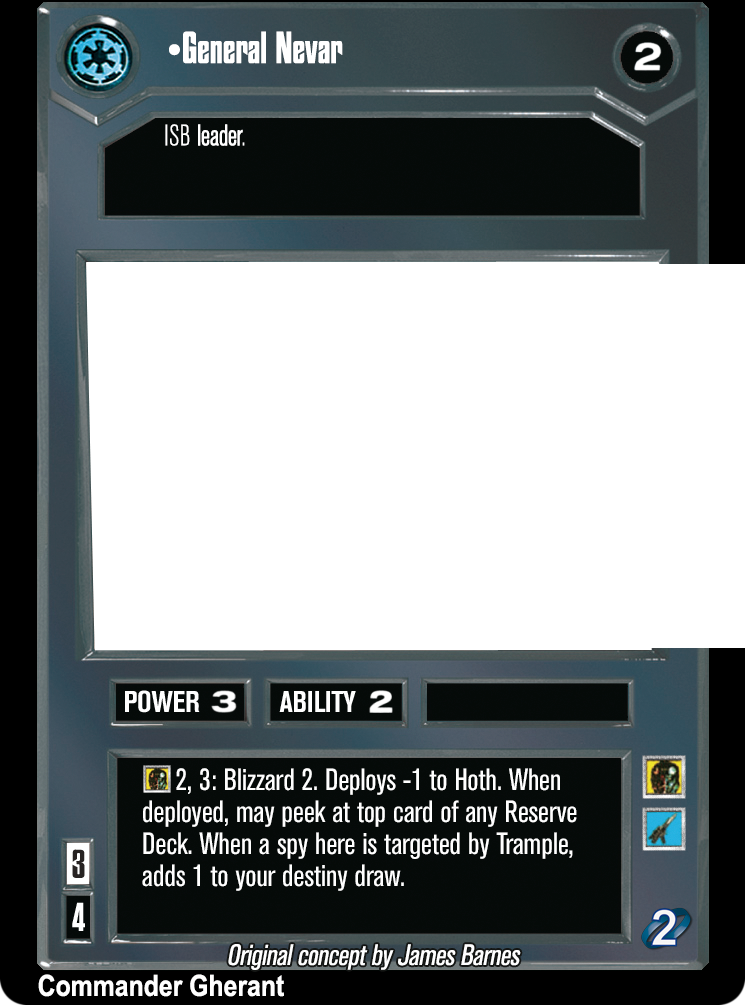 •General Nevar 2
ISB leader.
POWER 3 ABILITY 2
2, 3: Blizzard 2. Deploys -1 to Hoth. When
deployed, may peek at top card of any Reserve
Deck. When a spy here is targeted by Trample,
adds 1 to your destiny draw.
3
4
2
Original concept by James Barnes
Commander Gherant